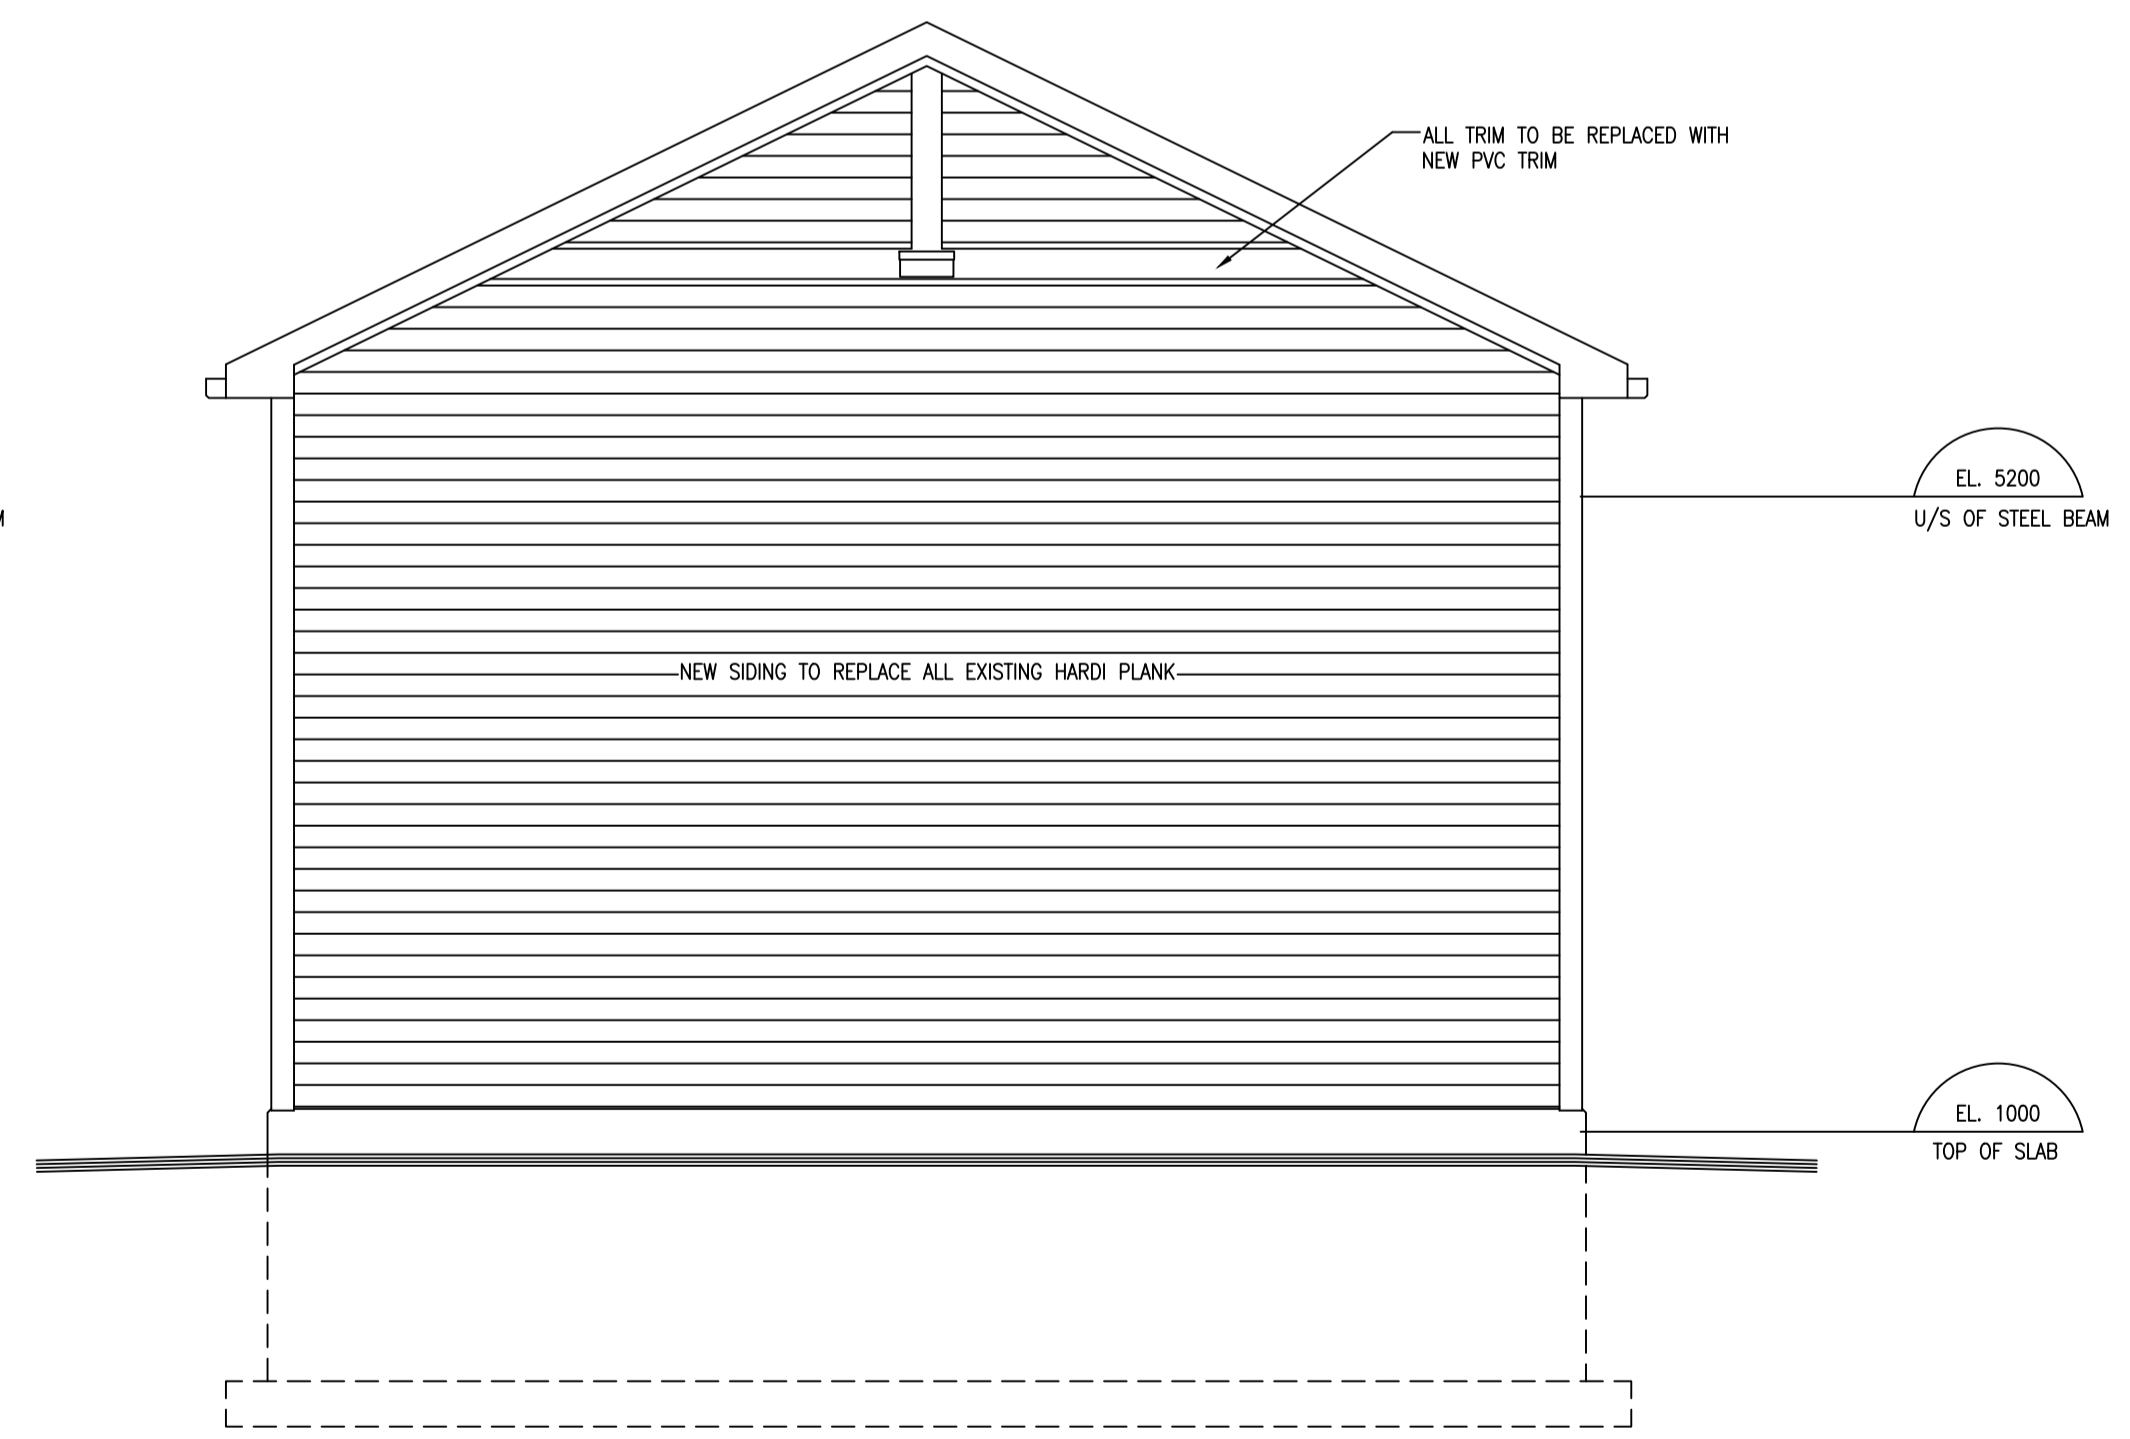 ALL TRIM TO BE REPLACED WITH
NEW PVC TRIM
EL. 5200
U/S OF STEEL BEAM
M
NEW SIDING TO REPLACE ALL EXISTING HARDI PLANK
EL. 1000
TOP OF SLAB